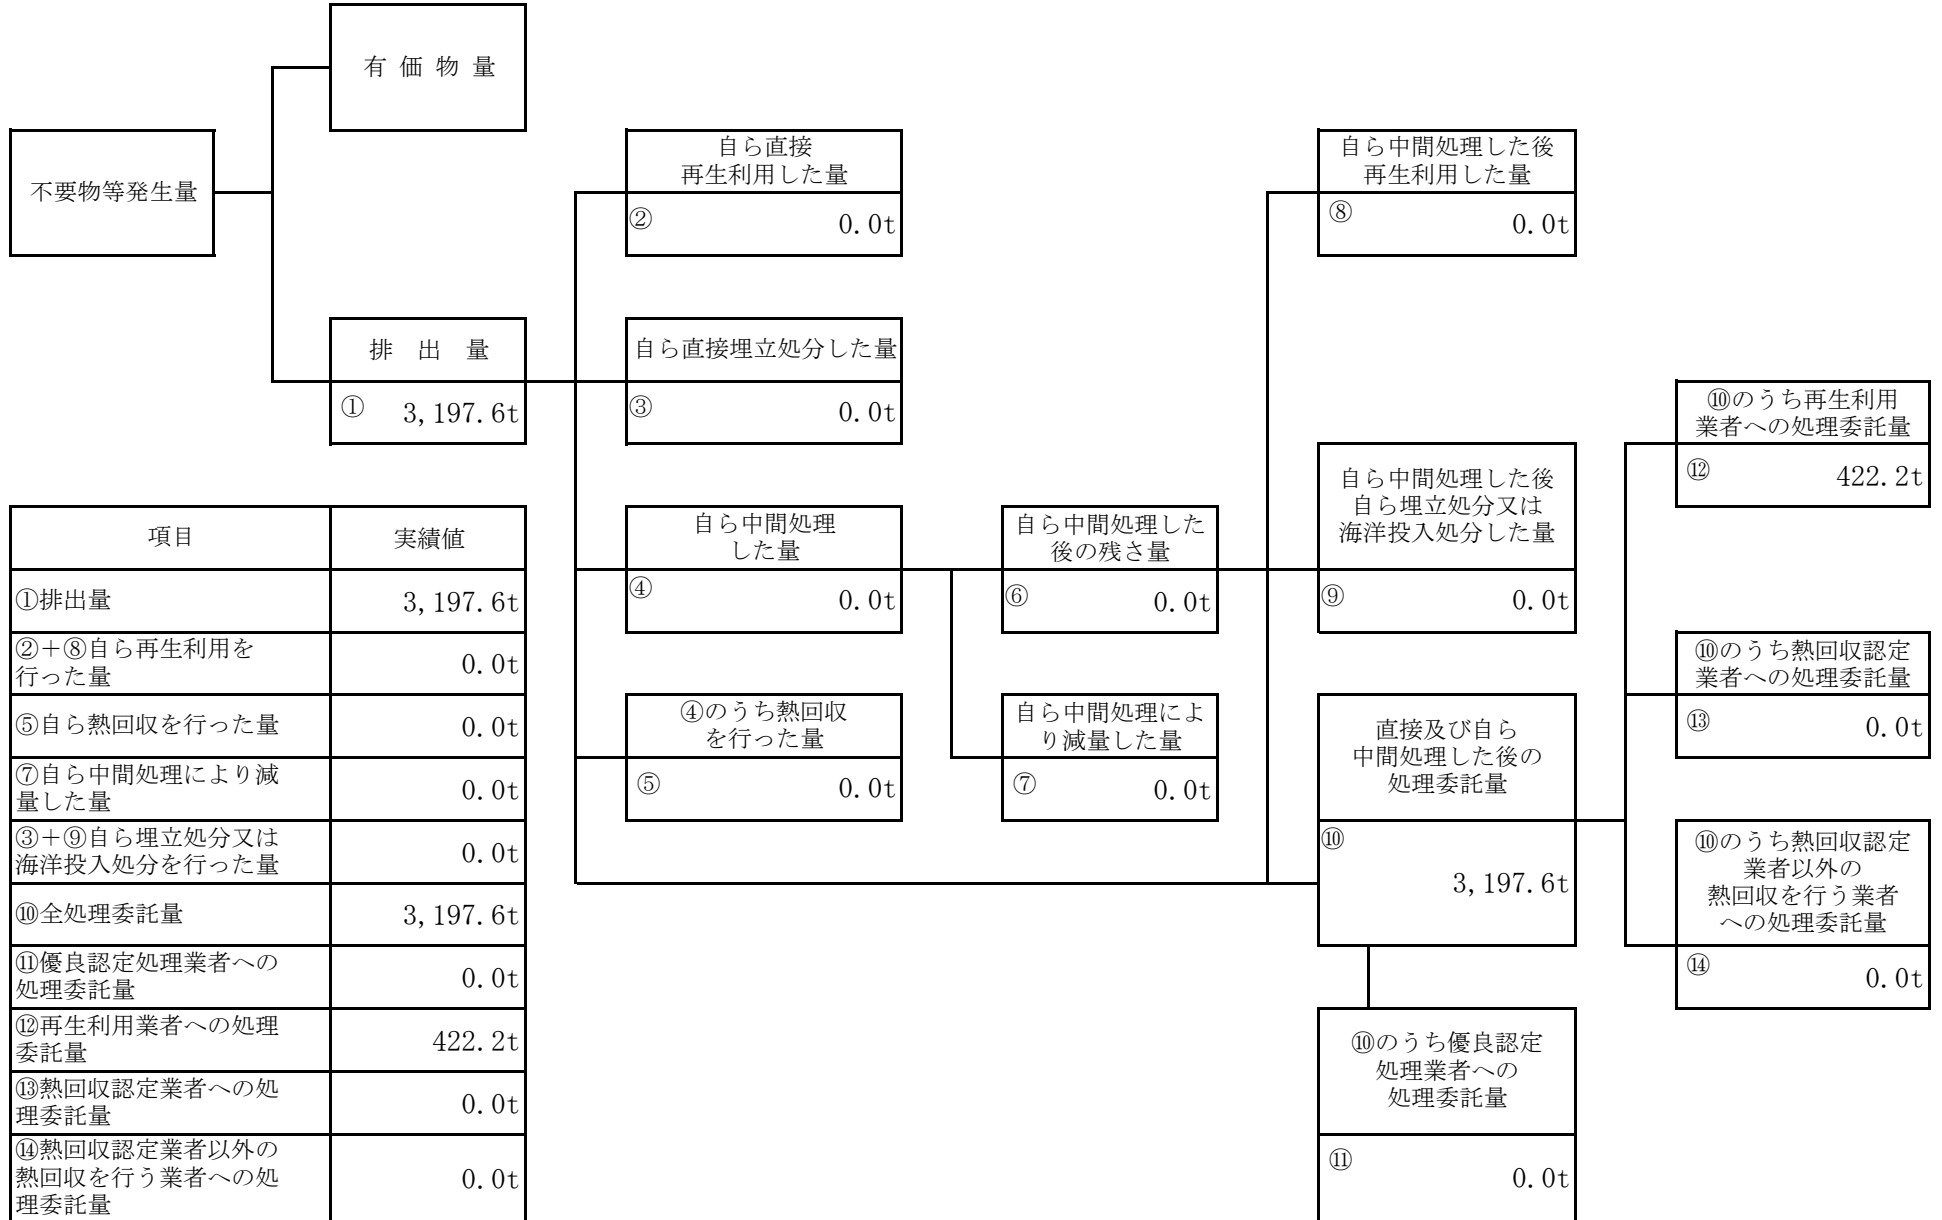 有 価 物 量
不要物等発生量
自ら直接
再生利用した量
② 0.0t
自ら中間処理した後
再生利用した量
⑧ 0.0t
排 出 量
① 3,197.6t
自ら直接埋立処分した量
③ 0.0t
⑩のうち再生利用
業者への処理委託量
⑫ 422.2t
自ら中間処理した後
自ら埋立処分又は
海洋投入処分した量
⑨ 0.0t
自ら中間処理
した量
④ 0.0t
自ら中間処理した
後の残さ量
⑥ 0.0t
⑩のうち熱回収認定
業者への処理委託量
⑬ 0.0t
④のうち熱回収
を行った量
⑤ 0.0t
自ら中間処理によ
り減量した量
⑦ 0.0t
直接及び自ら
中間処理した後の
処理委託量
⑩
3,197.6t
⑩のうち熱回収認定
業者以外の
熱回収を行う業者
への処理委託量
⑭ 0.0t
⑩のうち優良認定
処理業者への
処理委託量
⑪ 0.0t
項目 実績値
①排出量 3,197.6t
②＋⑧自ら再生利用を
行った量 0.0t
⑤自ら熱回収を行った量 0.0t
⑦自ら中間処理により減
量した量 0.0t
③＋⑨自ら埋立処分又は
海洋投入処分を行った量 0.0t
⑩全処理委託量 3,197.6t
⑪優良認定処理業者への
処理委託量 0.0t
⑫再生利用業者への処理
委託量 422.2t
⑬熱回収認定業者への処
理委託量 0.0t
⑭熱回収認定業者以外の
熱回収を行う業者への処
理委託量 0.0t